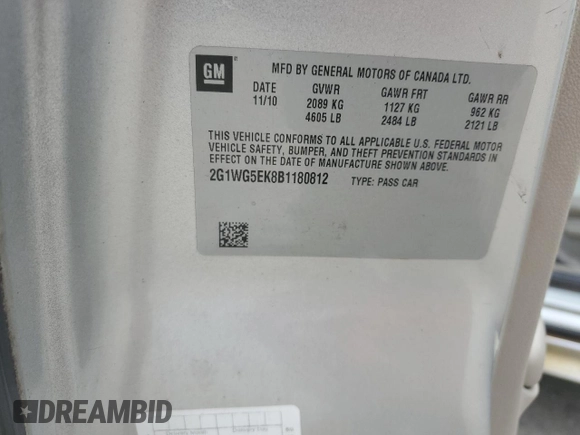 GM
MFD BY GENERAL MOTORS OF CANADA LTD.
DATE GVWR GAWR FRT GAWR RR
11/10 2089 KG 1127 KG 962 KG
4605 LB 2484 LB 2121 LB
THIS VEHICLE CONFORMS TO ALL APPLICABLE U.S. FEDERAL MOTOR
VEHICLE SAFETY, BUMPER, AND THEFT PREVENTION STANDARDS IN
EFFECT ON THE DATE OF MANUFACTURE SHOWN ABOVE.
2G1WG5EK8B1180812 TYPE: PASS CAR
DREAMBID